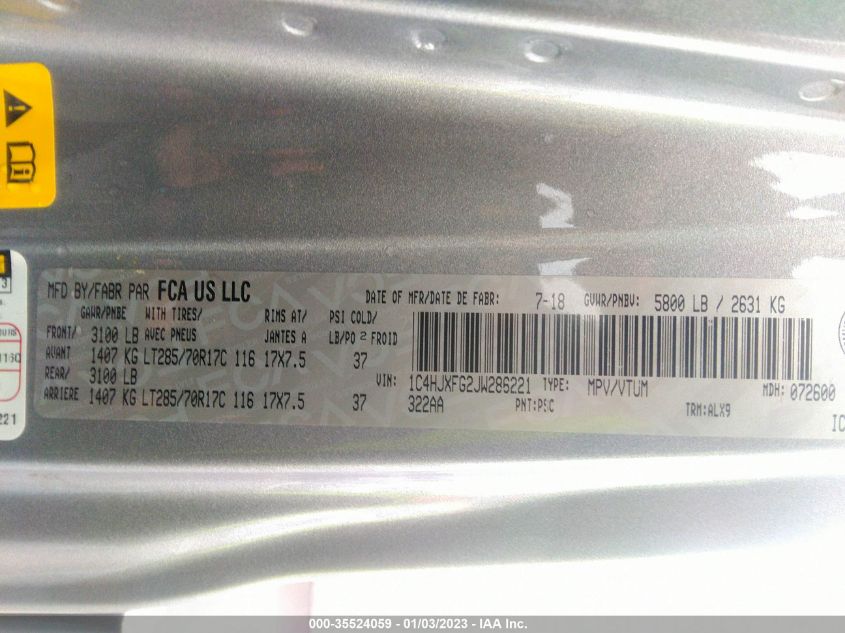 MFD BY/FABR PAR FCA US LLC
DATE OF MFR/DATE DE FABR: 7-18 GVWR/PNBV: 5800 LB / 2631 KG
GAWR/PNBE WITH TIRES/ RIMS AT/ PSI COLD/
FRONT/ 3100 LB AVEC PNEUS JANTES A LB/PO 2 FROID
AVANT 1407 KG LT285/70R17C 116 17X7.5 37
REAR/ 3100 LB
ARRIERE 1407 KG LT285/70R17C 116 17X7.5 37
VIN: 1C4HJXFG2JW286221 TYPE: MPV/VTUM MDH: 072600
322AA PNT:PSC TRM:ALX9
IC
3
116C
221
000-35524059 - 01/03/2023 - IAA Inc.